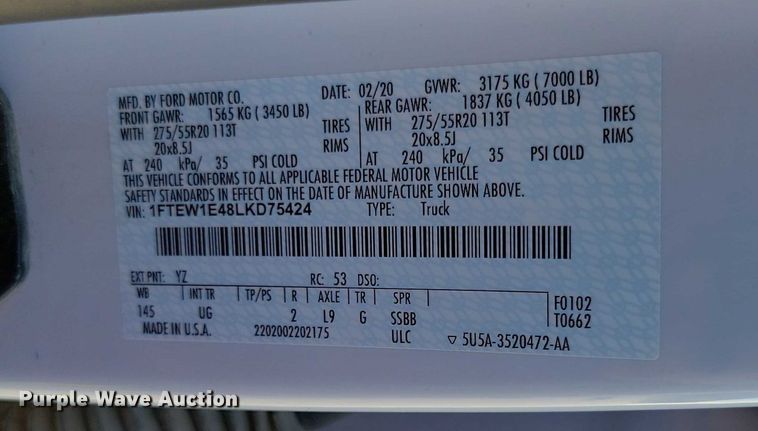 MFD. BY FORD MOTOR CO. DATE: 02/20 GVWR: 3175 KG ( 7000 LB)
FRONT GAWR: 1565 KG ( 3450 LB) REAR GAWR: 1837 KG ( 4050 LB)
WITH 275/55R20 113T TIRES WITH 275/55R20 113T TIRES
20x8.5J RIMS 20x8.5J RIMS
AT 240 kPa/ 35 PSI COLD AT 240 kPa/ 35 PSI COLD
THIS VEHICLE CONFORMS TO ALL APPLICABLE FEDERAL MOTOR VEHICLE
SAFETY STANDARDS IN EFFECT ON THE DATE OF MANUFACTURE SHOWN ABOVE.
VIN: 1FTEW1E48LKD75424 TYPE: Truck
EXT PNT: YZ RC: 53 DSO:
WB INT TR TP/PS R AXLE TR SPR F0102
145 UG 2 L9 G SSBB T0662
MADE IN U.S.A. 2202002202175 ULC ▽ 5U5A-3520472-AA
Purple Wave Auction